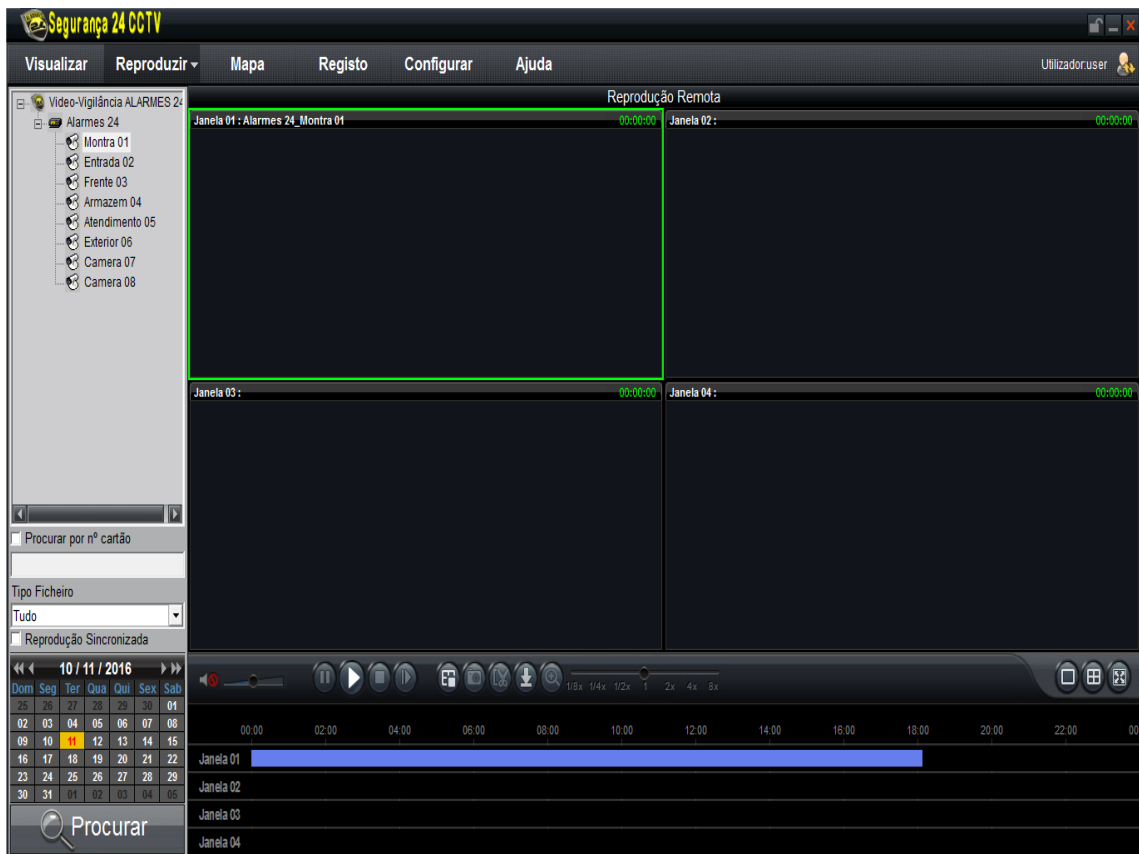 Segurança 24 CCTV
Visualizar Reproduzir Mapa Registo Configurar Ajuda Utilizador:user
Reprodução Remota
Video-Vigilância ALARMES 24
Alarmes 24
Montra 01
Entrada 02
Frente 03
Armazem 04
Atendimento 05
Exterior 06
Camera 07
Camera 08
Janela 01 : Alarmes 24_Montra 01 00:00:00
Janela 02 : 00:00:00
Janela 03 : 00:00:00
Janela 04 : 00:00:00
Procurar por nº cartão
Tipo Ficheiro
Tudo
Reprodução Sincronizada
10 / 11 / 2016
Dom Seg Ter Qua Qui Sex Sab
25 26 27 28 29 30 01
02 03 04 05 06 07 08
09 10 11 12 13 14 15
16 17 18 19 20 21 22
23 24 25 26 27 28 29
30 31 01 02 03 04 05
Procurar
1/8x 1/4x 1/2x 1 2x 4x 8x
00:00 02:00 04:00 06:00 08:00 10:00 12:00 14:00 16:00 18:00 20:00 22:00 00
Janela 01
Janela 02
Janela 03
Janela 04